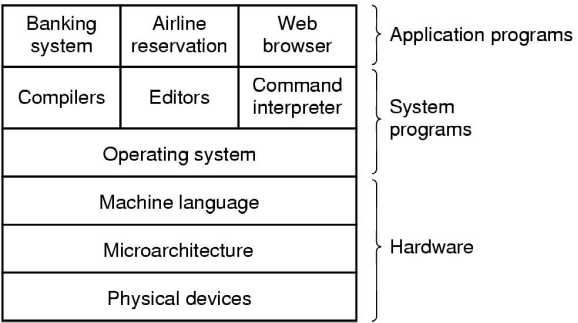 Banking
system
Airline
reservation
Web
browser
Application programs
Compilers
Editors
Command
interpreter
System
programs
Operating system
Machine language
Microarchitecture
Hardware
Physical devices